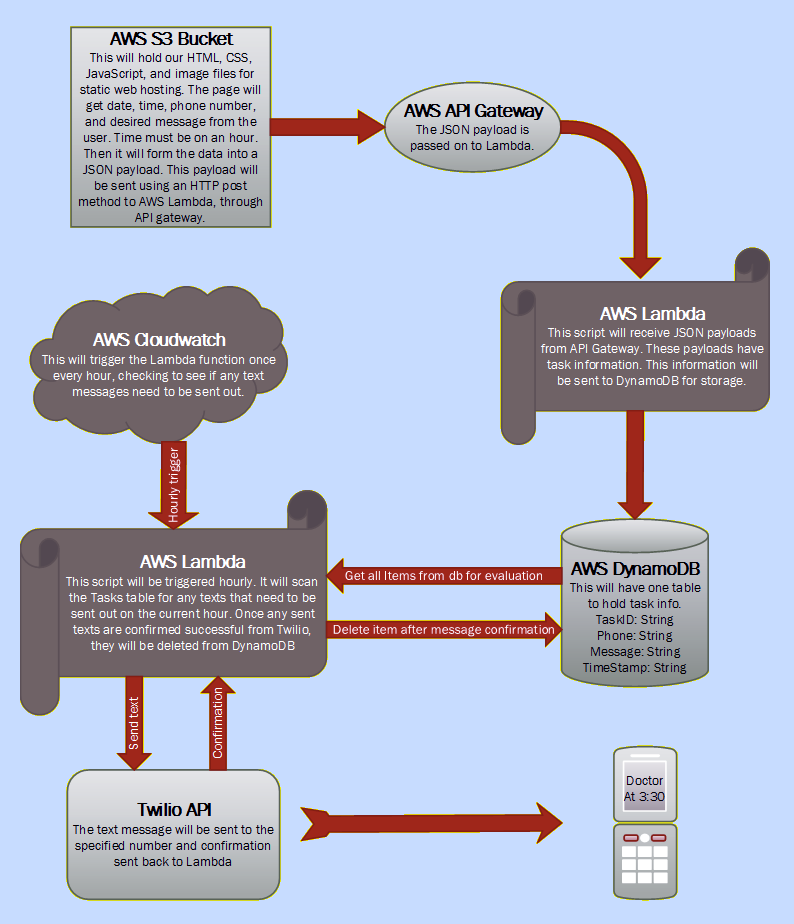 AWS S3 Bucket
This will hold our HTML, CSS,
JavaScript, and image files for
static web hosting. The page will
get date, time, phone number,
and desired message from the
user. Time must be on an hour.
Then it will form the data into a
JSON payload. This payload will
be sent using an HTTP post
method to AWS Lambda, through
API gateway.
AWS API Gateway
The JSON payload is
passed on to Lambda.
AWS Lambda
This script will receive JSON payloads
from API Gateway. These payloads have
task information. This information will
be sent to DynamoDB for storage.
AWS Cloudwatch
This will trigger the Lambda function once
every hour, checking to see if any text
messages need to be sent out.
Hourly trigger
AWS Lambda
This script will be triggered hourly. It will scan
the Tasks table for any texts that need to be
sent out on the current hour. Once any sent
texts are confirmed successful from Twilio,
they will be deleted from DynamoDB
Get all Items from db for evaluation
Delete item after message confirmation
AWS DynamoDB
This will have one table
to hold task info.
TaskID: String
Phone: String
Message: String
TimeStamp: String
Send text
Confirmation
Twilio API
The text message will be sent to the
specified number and confirmation
sent back to Lambda
Doctor
At 3:30